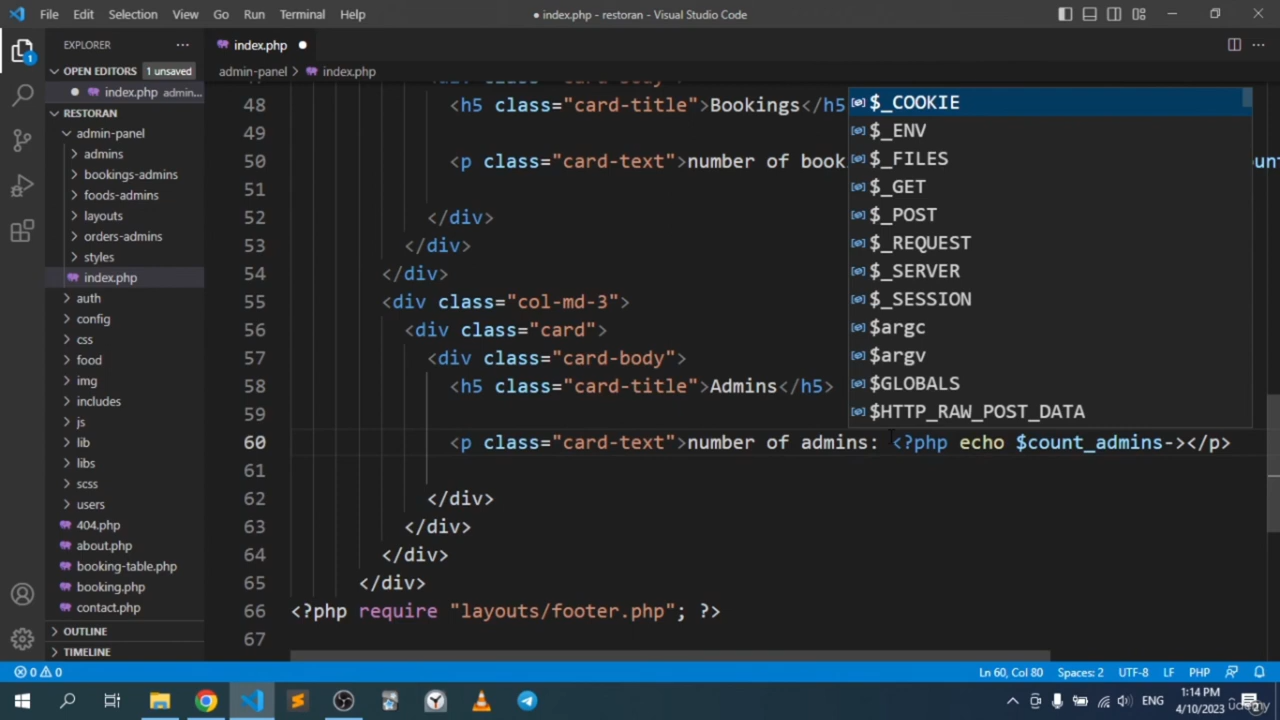 File Edit Selection View Go Run Terminal Help
● index.php - restoran - Visual Studio Code
EXPLORER
index.php
OPEN EDITORS 1 unsaved
index.php admin...
admin-panel > index.php
RESTORAN
admin-panel
admins
bookings-admins
foods-admins
layouts
orders-admins
styles
index.php
auth
config
css
food
img
includes
js
lib
libs
scss
users
404.php
about.php
booking-table.php
booking.php
contact.php
OUTLINE
TIMELINE
48 <h5 class="card-title">Bookings</h5
49
50 <p class="card-text">number of book
51
52 </div>
53 </div>
54 </div>
55 <div class="col-md-3">
56 <div class="card">
57 <div class="card-body">
58 <h5 class="card-title">Admins</h5>
59
60 <p class="card-text">number of admins: <?php echo $count_admins-></p>
61
62 </div>
63 </div>
64 </div>
65 </div>
66 <?php require "layouts/footer.php"; ?>
67
$_COOKIE
$_ENV
$_FILES
$_GET
$_POST
$_REQUEST
$_SERVER
$_SESSION
$argc
$argv
$GLOBALS
$HTTP_RAW_POST_DATA
0 0 Ln 60, Col 80 Spaces: 2 UTF-8 LF PHP
ENG 1:14 PM
4/10/2023
udemy